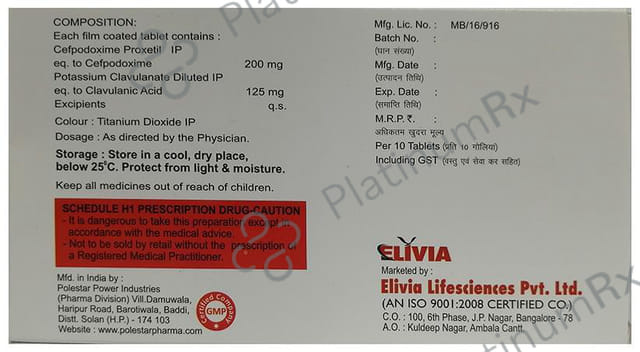 COMPOSITION:
Each film coated tablet contains :
Cefpodoxime Proxetil IP
eq. to Cefpodoxime 200 mg
Potassium Clavulanate Diluted IP
eq. to Clavulanic Acid 125 mg
Excipients q.s.
Colour : Titanium Dioxide IP
Dosage : As directed by the Physician.
Storage : Store in a cool, dry place,
below 25°C. Protect from light & moisture.
Keep all medicines out of reach of children.
SCHEDULE H1 PRESCRIPTION DRUG-CAUTION
- It is dangerous to take this preparation except in
accordance with the medical advice.
- Not to be sold by retail without the prescription of
a Registered Medical Practitioner.
Mfd. in India by :
Polestar Power Industries
(Pharma Division) Vill.Damuwala,
Haripur Road, Barotiwala, Baddi,
Distt. Solan (H.P.) - 174 103
Website : www.polestarpharma.com
Certified Company
GMP
Mfg. Lic. No. : MB/16/916
Batch No. :
(घान संख्या)
Mfg. Date :
(उत्पादन तिथि)
Exp. Date :
(समाप्ति तिथि)
M.R.P. ₹. :
अधिकतम खुदरा मूल्य
Per 10 Tablets (प्रति 10 गोलियां)
Including GST (वस्तु एवं सेवा कर सहित)
ELIVIA
Marketed by :
Elivia Lifesciences Pvt. Ltd.
(AN ISO 9001:2008 CERTIFIED CO.)
C.O. : 100, 6th Phase, J.P. Nagar, Bangalore - 78
A.O. : Kuldeep Nagar, Ambala Cantt.
PlatinumRx
PlatinumRx
PlatinumRx